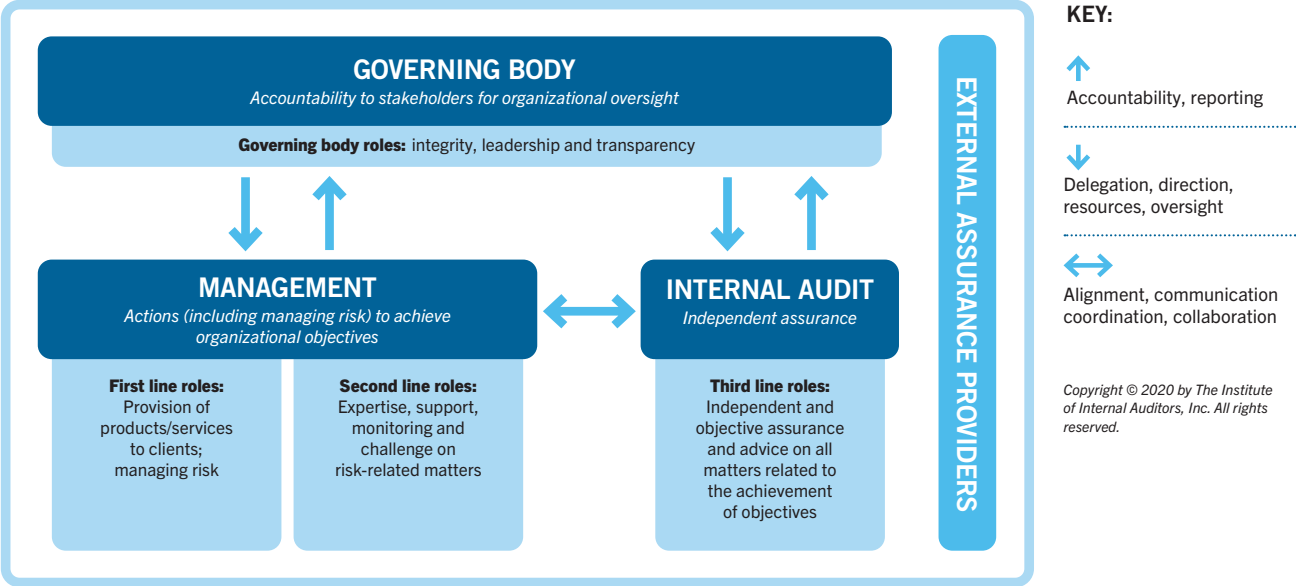 GOVERNING BODY
Accountability to stakeholders for organizational oversight
Governing body roles: integrity, leadership and transparency
MANAGEMENT
Actions (including managing risk) to achieve
organizational objectives
First line roles:
Provision of
products/services
to clients;
managing risk
Second line roles:
Expertise, support,
monitoring and
challenge on
risk-related matters
INTERNAL AUDIT
Independent assurance
Third line roles:
Independent and
objective assurance
and advice on all
matters related to
the achievement
of objectives
EXTERNAL ASSURANCE PROVIDERS
KEY:
Accountability, reporting
Delegation, direction,
resources, oversight
Alignment, communication
coordination, collaboration
Copyright © 2020 by The Institute
of Internal Auditors, Inc. All rights
reserved.